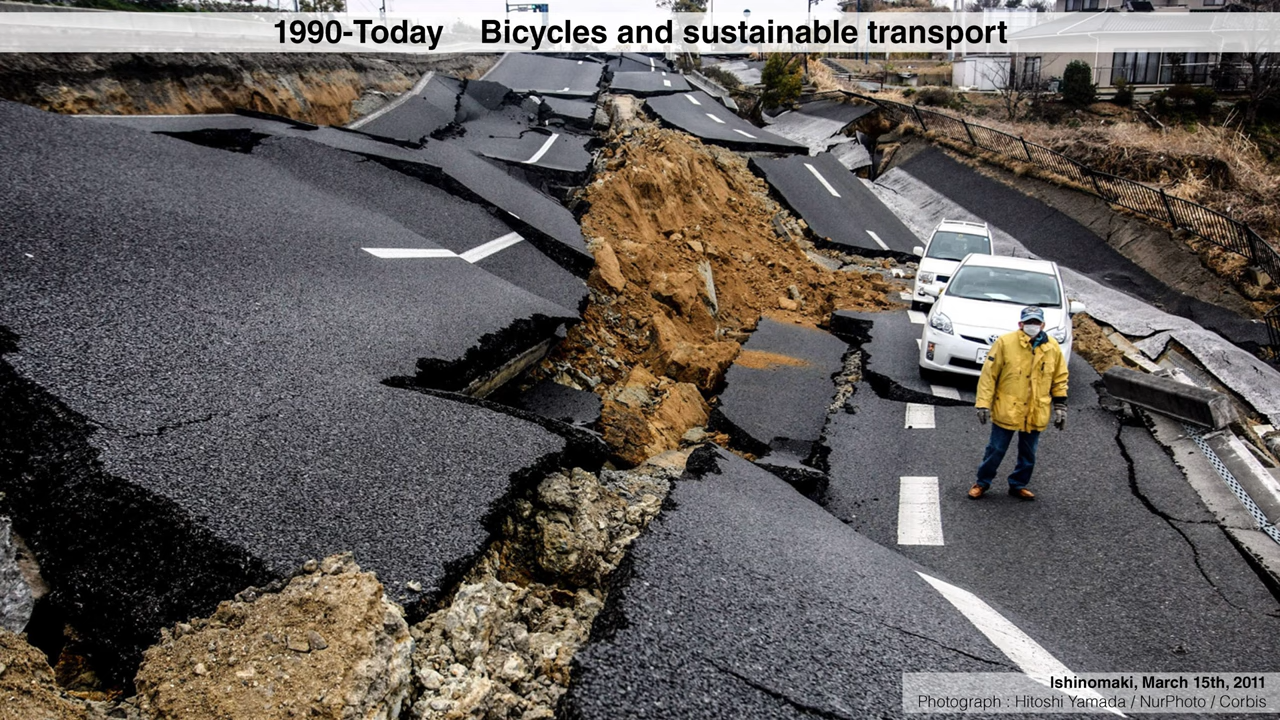 1990-Today Bicycles and sustainable transport
Ishinomaki, March 15th, 2011
Photograph : Hitoshi Yamada / NurPhoto / Corbis